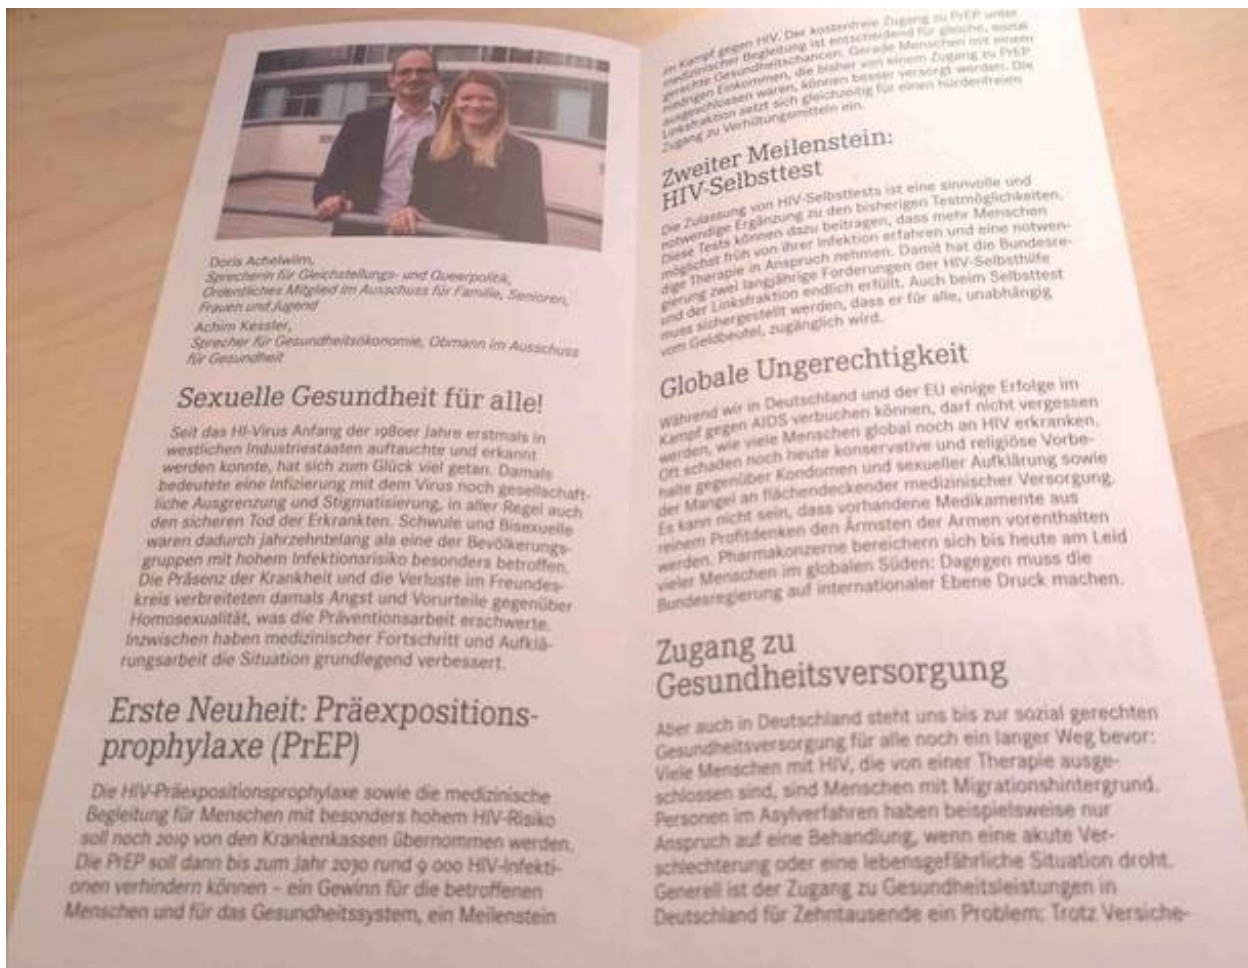 Doris Achelwilm,
Sprecherin für Gleichstellungs- und Queerpolitik,
Ordentliches Mitglied im Ausschuss für Familie, Senioren,
Frauen und Jugend
Achim Kessler,
Sprecher für Gesundheitsökonomie, Obmann im Ausschuss
für Gesundheit
Sexuelle Gesundheit für alle!
Seit das HI-Virus Anfang der 1980er Jahre erstmals in
westlichen Industriestaaten auftauchte und erkannt
werden konnte, hat sich zum Glück viel getan. Damals
bedeutete eine Infizierung mit dem Virus noch gesellschaft-
liche Ausgrenzung und Stigmatisierung, in aller Regel auch
den sicheren Tod der Erkrankten. Schwule und Bisexuelle
waren dadurch jahrzehntelang als eine der Bevölkerungs-
gruppen mit hohem Infektionsrisiko besonders betroffen.
Die Präsenz der Krankheit und die Verluste im Freundes-
kreis verbreiteten damals Angst und Vorurteile gegenüber
Homosexualität, was die Präventionsarbeit erschwerte.
Inzwischen haben medizinischer Fortschritt und Aufklä-
rungsarbeit die Situation grundlegend verbessert.
Erste Neuheit: Präexpositions-
prophylaxe (PrEP)
Die HIV-Präexpositionsprophylaxe sowie die medizinische
Begleitung für Menschen mit besonders hohem HIV-Risiko
soll noch 2019 von den Krankenkassen übernommen werden.
Die PrEP soll dann bis zum Jahr 2030 rund 9 000 HIV-Infekti-
onen verhindern können – ein Gewinn für die betroffenen
Menschen und für das Gesundheitssystem, ein Meilenstein
im Kampf gegen HIV. Der kostenfreie Zugang zu PrEP unter
medizinischer Begleitung ist entscheidend für gleiche, sozial
gerechte Gesundheitschancen. Gerade Menschen mit einem
niedrigen Einkommen, die bisher von einem Zugang zu PrEP
ausgeschlossen waren, können besser versorgt werden. Die
Linksfraktion setzt sich gleichzeitig für einen hürdenfreien
Zugang zu Verhütungsmitteln ein.
Zweiter Meilenstein:
HIV-Selbsttest
Die Zulassung von HIV-Selbsttests ist eine sinnvolle und
notwendige Ergänzung zu den bisherigen Testmöglichkeiten.
Diese Tests können dazu beitragen, dass mehr Menschen
möglichst früh von ihrer Infektion erfahren und eine notwen-
dige Therapie in Anspruch nehmen. Damit hat die Bundesre-
gierung zwei langjährige Forderungen der HIV-Selbsthilfe
und der Linksfraktion endlich erfüllt. Auch beim Selbsttest
muss sichergestellt werden, dass er für alle, unabhängig
vom Geldbeutel, zugänglich wird.
Globale Ungerechtigkeit
Während wir in Deutschland und der EU einige Erfolge im
Kampf gegen AIDS verbuchen können, darf nicht vergessen
werden, wie viele Menschen global noch an HIV erkranken.
Oft schaden noch heute konservative und religiöse Vorbe-
halte gegenüber Kondomen und sexueller Aufklärung sowie
der Mangel an flächendeckender medizinischer Versorgung.
Es kann nicht sein, dass vorhandene Medikamente aus
reinem Profitdenken den Ärmsten der Armen vorenthalten
werden. Pharmakonzerne bereichern sich bis heute am Leid
vieler Menschen im globalen Süden: Dagegen muss die
Bundesregierung auf internationaler Ebene Druck machen.
Zugang zu
Gesundheitsversorgung
Aber auch in Deutschland steht uns bis zur sozial gerechten
Gesundheitsversorgung für alle noch ein langer Weg bevor:
Viele Menschen mit HIV, die von einer Therapie ausge-
schlossen sind, sind Menschen mit Migrationshintergrund.
Personen im Asylverfahren haben beispielsweise nur
Anspruch auf eine Behandlung, wenn eine akute Ver-
schlechterung oder eine lebensgefährliche Situation droht.
Generell ist der Zugang zu Gesundheitsleistungen in
Deutschland für Zehntausende ein Problem: Trotz Versiche-